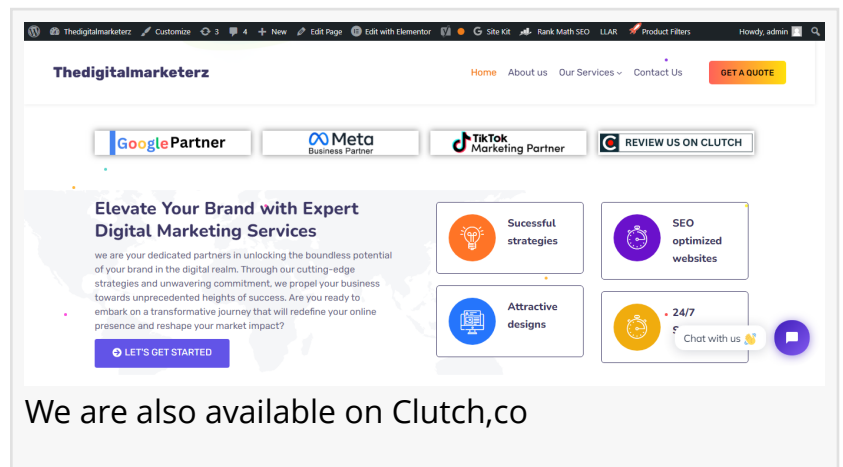 Thedigitalmarketerz Customize 3 4 New Edit Page Edit with Elementor Site Kit Rank Math SEO LLAR Product Filters Howdy, admin
Thedigitalmarketerz Home About us Our Services Contact Us GET A QUOTE
Google Partner
Meta
Business Partner
TikTok
Marketing Partner
REVIEW US ON CLUTCH
Elevate Your Brand with Expert
Digital Marketing Services
we are your dedicated partners in unlocking the boundless potential
of your brand in the digital realm. Through our cutting-edge
strategies and unwavering commitment, we propel your business
towards unprecedented heights of success. Are you ready to
embark on a transformative journey that will redefine your online
presence and reshape your market impact?
LET'S GET STARTED
Sucessful
strategies
SEO
optimized
websites
Attractive
designs
24/7
Chat with us
We are also available on Clutch,co